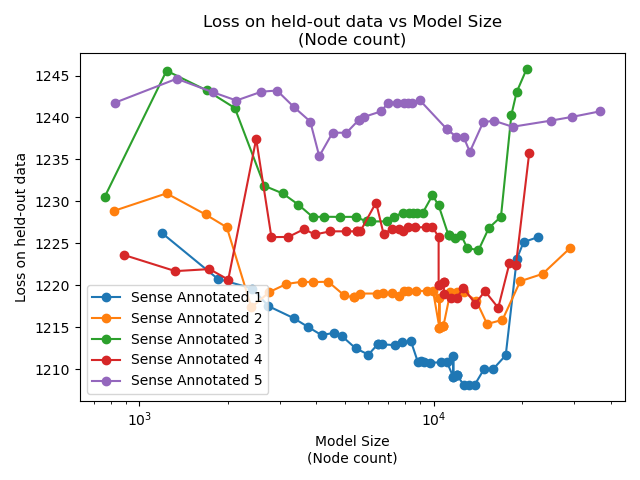 Loss on held-out data vs Model Size
(Node count)
Loss on held-out data
1245
1240
1235
1230
1225
1220
1215
1210
Sense Annotated 1
Sense Annotated 2
Sense Annotated 3
Sense Annotated 4
Sense Annotated 5
10³
10⁴
Model Size
(Node count)